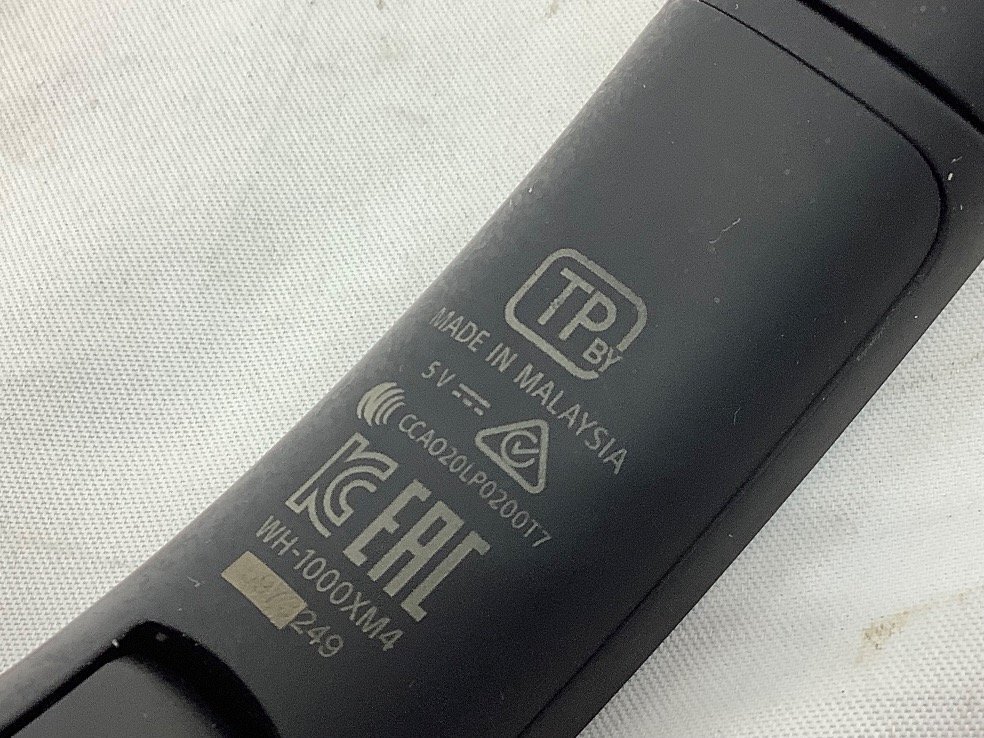 TP
BY
MADE IN MALAYSIA
5V
CCAO20LP0200T7
EAC
WH-1000XM4
249